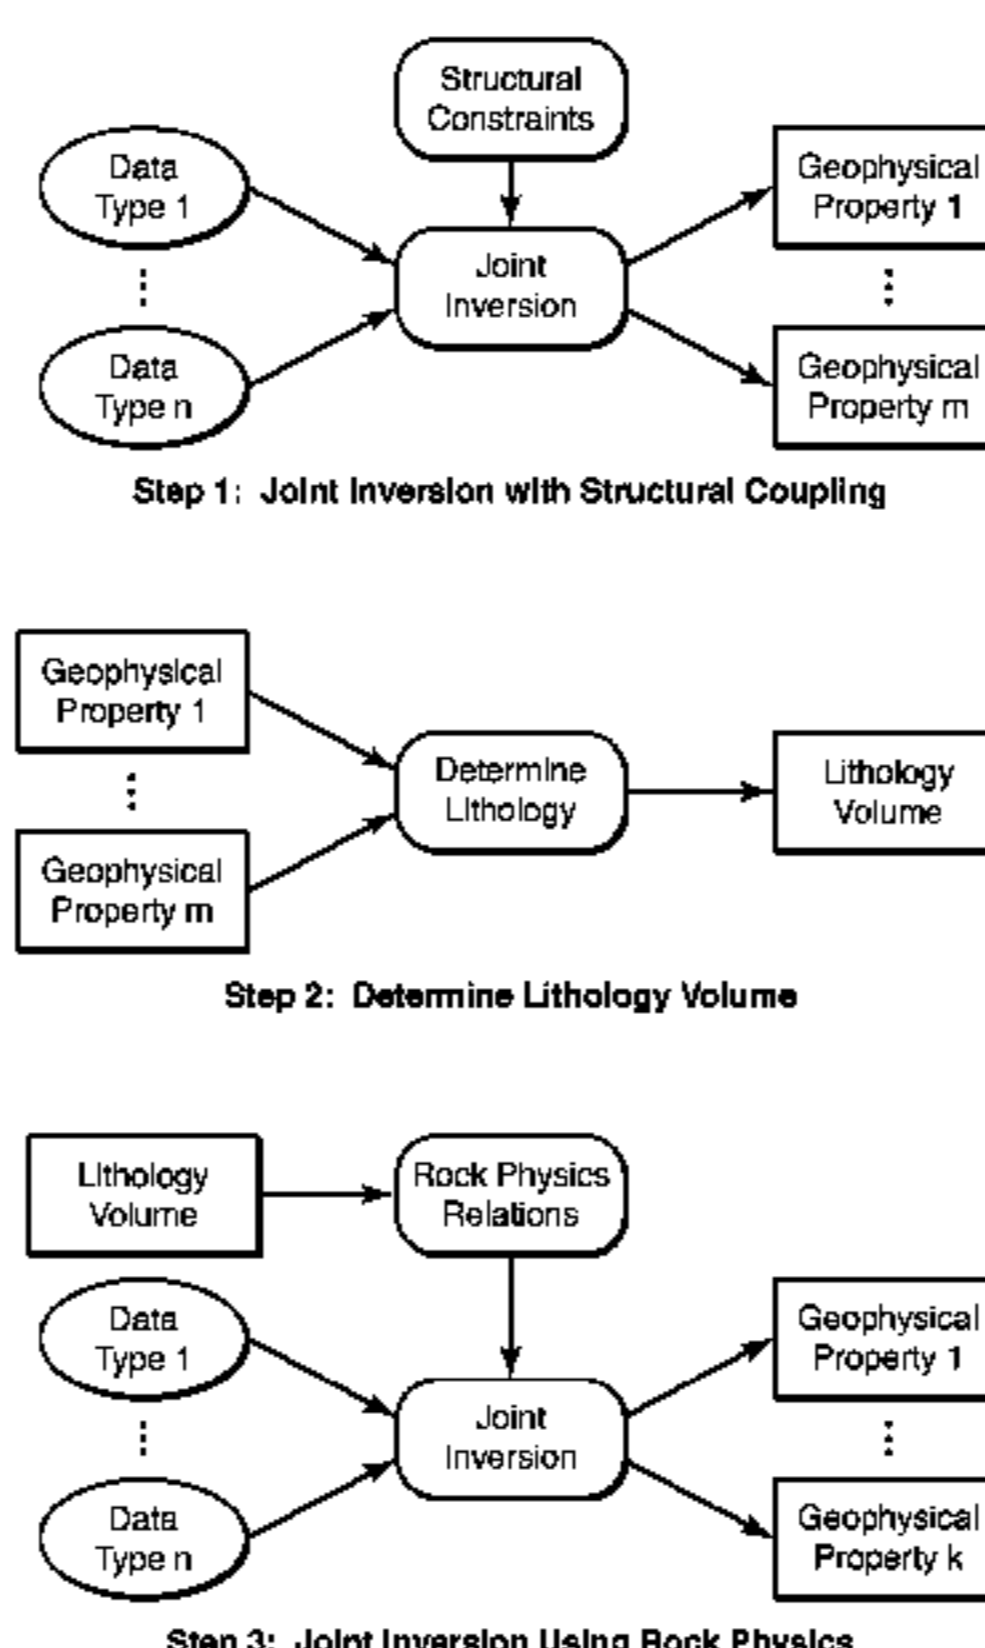 Structural
Constraints
Data
Type 1
Geophysical
Property 1
Joint
Inversion
Data
Type n
Geophysical
Property m
Step 1: Joint Inversion with Structural Coupling
Geophysical
Property 1
Determine
Lithology
Lithology
Volume
Geophysical
Property m
Step 2: Determine Lithology Volume
Lithology
Volume
Rock Physics
Relations
Data
Type 1
Geophysical
Property 1
Joint
Inversion
Data
Type n
Geophysical
Property k
Step 3: Joint Inversion Using Rock Physics